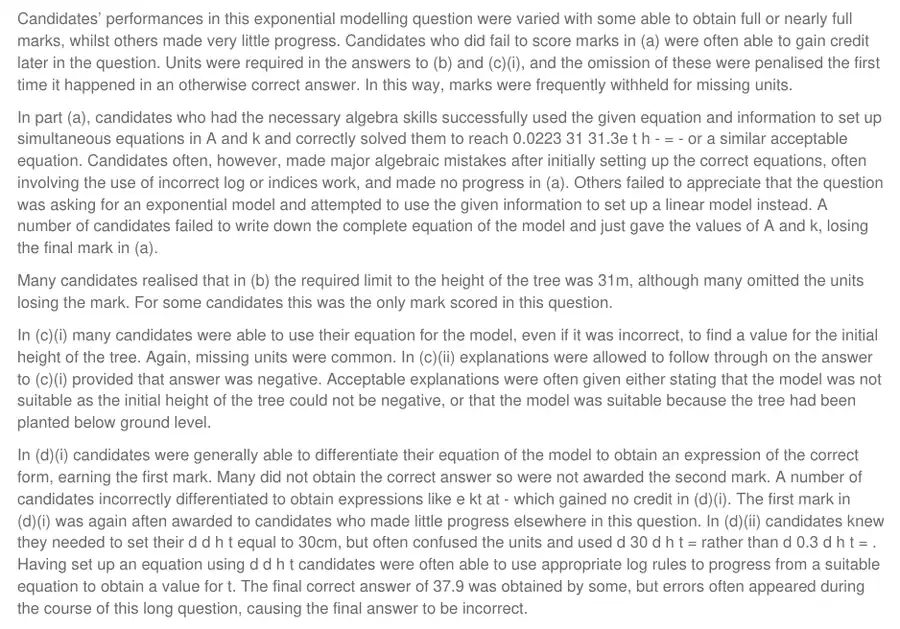 Candidates’ performances in this exponential modelling question were varied with some able to obtain full or nearly full
marks, whilst others made very little progress. Candidates who did fail to score marks in (a) were often able to gain credit
later in the question. Units were required in the answers to (b) and (c)(i), and the omission of these were penalised the first
time it happened in an otherwise correct answer. In this way, marks were frequently withheld for missing units.
In part (a), candidates who had the necessary algebra skills successfully used the given equation and information to set up
simultaneous equations in A and k and correctly solved them to reach 0.0223 31 31.3e t h - = - or a similar acceptable
equation. Candidates often, however, made major algebraic mistakes after initially setting up the correct equations, often
involving the use of incorrect log or indices work, and made no progress in (a). Others failed to appreciate that the question
was asking for an exponential model and attempted to use the given information to set up a linear model instead. A
number of candidates failed to write down the complete equation of the model and just gave the values of A and k, losing
the final mark in (a).
Many candidates realised that in (b) the required limit to the height of the tree was 31m, although many omitted the units
losing the mark. For some candidates this was the only mark scored in this question.
In (c)(i) many candidates were able to use their equation for the model, even if it was incorrect, to find a value for the initial
height of the tree. Again, missing units were common. In (c)(ii) explanations were allowed to follow through on the answer
to (c)(i) provided that answer was negative. Acceptable explanations were often given either stating that the model was not
suitable as the initial height of the tree could not be negative, or that the model was suitable because the tree had been
planted below ground level.
In (d)(i) candidates were generally able to differentiate their equation of the model to obtain an expression of the correct
form, earning the first mark. Many did not obtain the correct answer so were not awarded the second mark. A number of
candidates incorrectly differentiated to obtain expressions like e kt at - which gained no credit in (d)(i). The first mark in
(d)(i) was again aften awarded to candidates who made little progress elsewhere in this question. In (d)(ii) candidates knew
they needed to set their d d h t equal to 30cm, but often confused the units and used d 30 d h t = rather than d 0.3 d h t = .
Having set up an equation using d d h t candidates were often able to use appropriate log rules to progress from a suitable
equation to obtain a value for t. The final correct answer of 37.9 was obtained by some, but errors often appeared during
the course of this long question, causing the final answer to be incorrect.